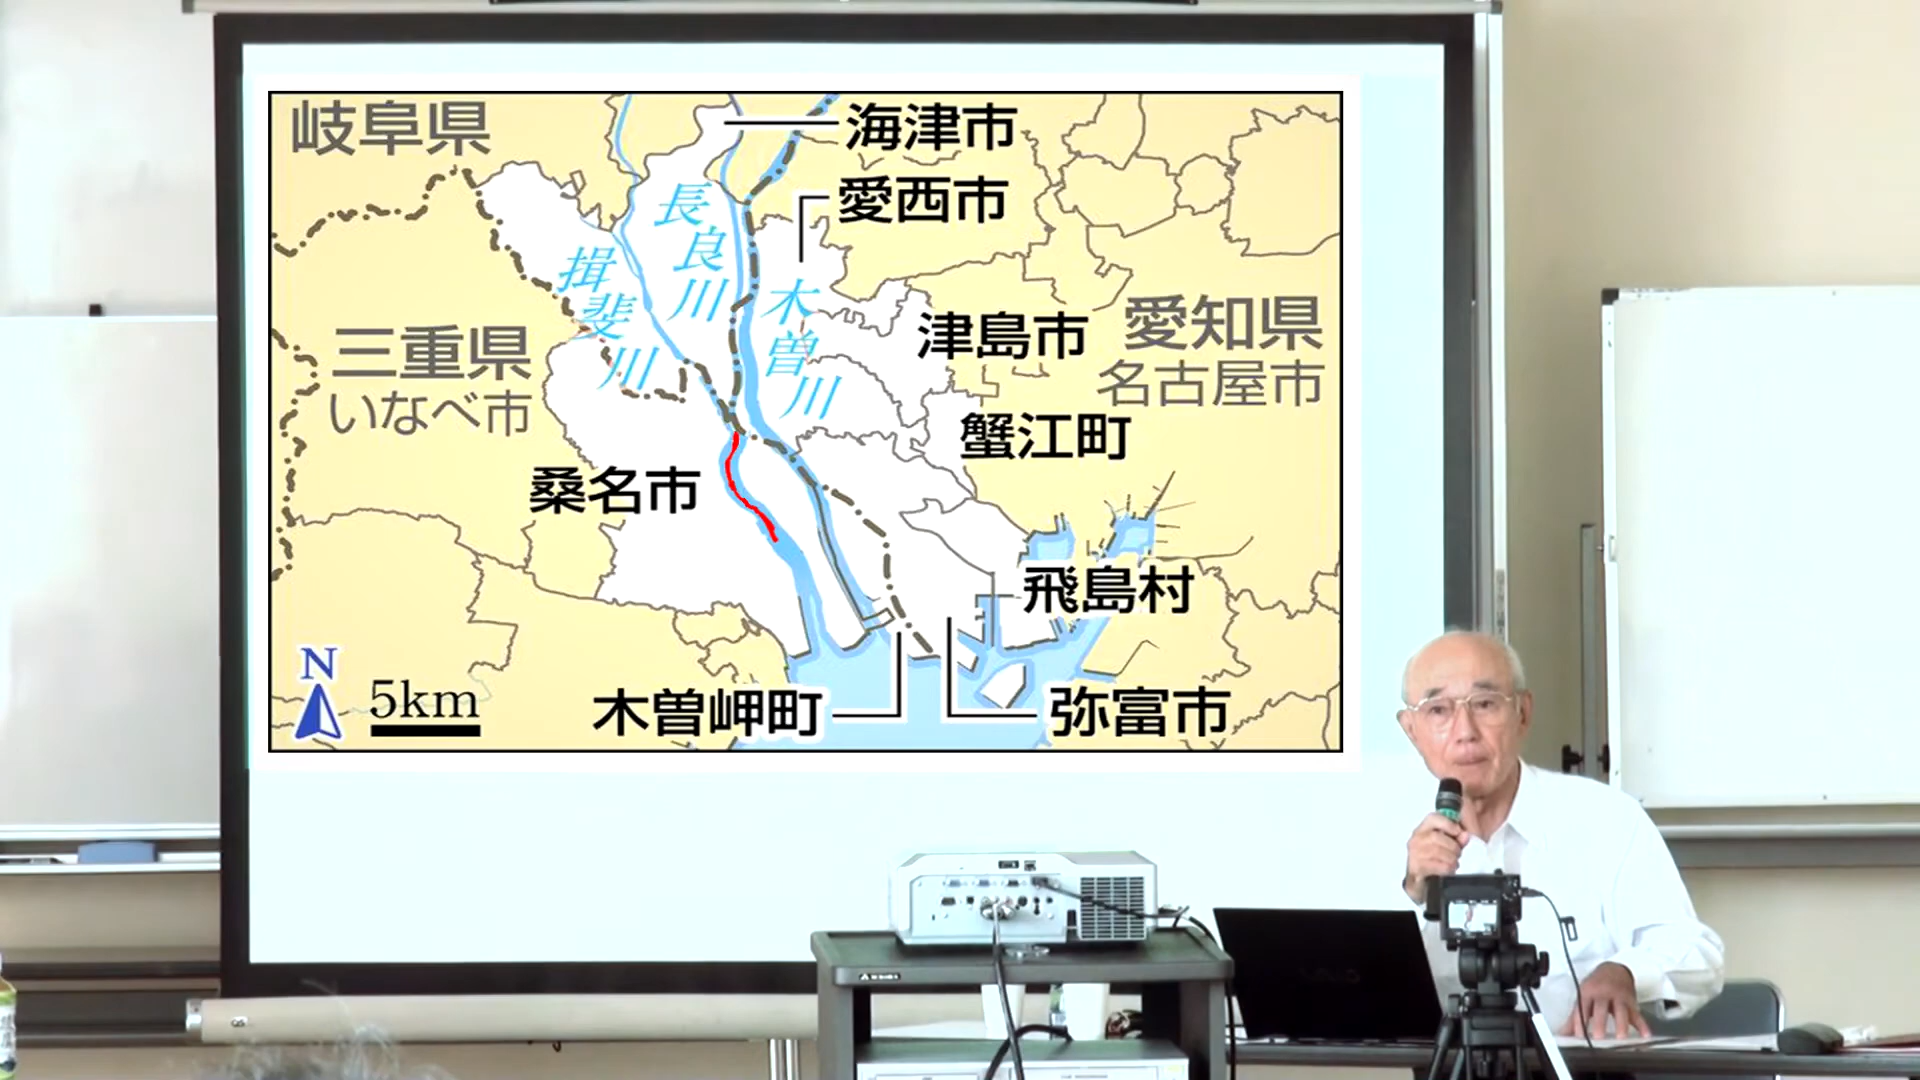 岐阜県
海津市
愛西市
長良川
揖斐川
木曽川
三重県
いなべ市
津島市
愛知県
名古屋市
蟹江町
桑名市
飛島村
N
5km
木曽岬町
弥富市